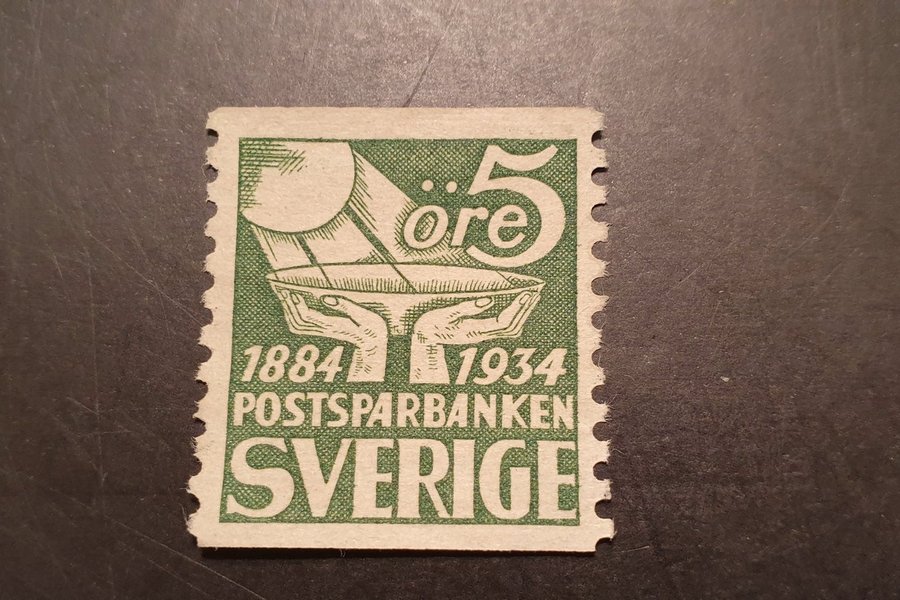 öre 5
1884 1934
POSTSPARBANKEN
SVERIGE